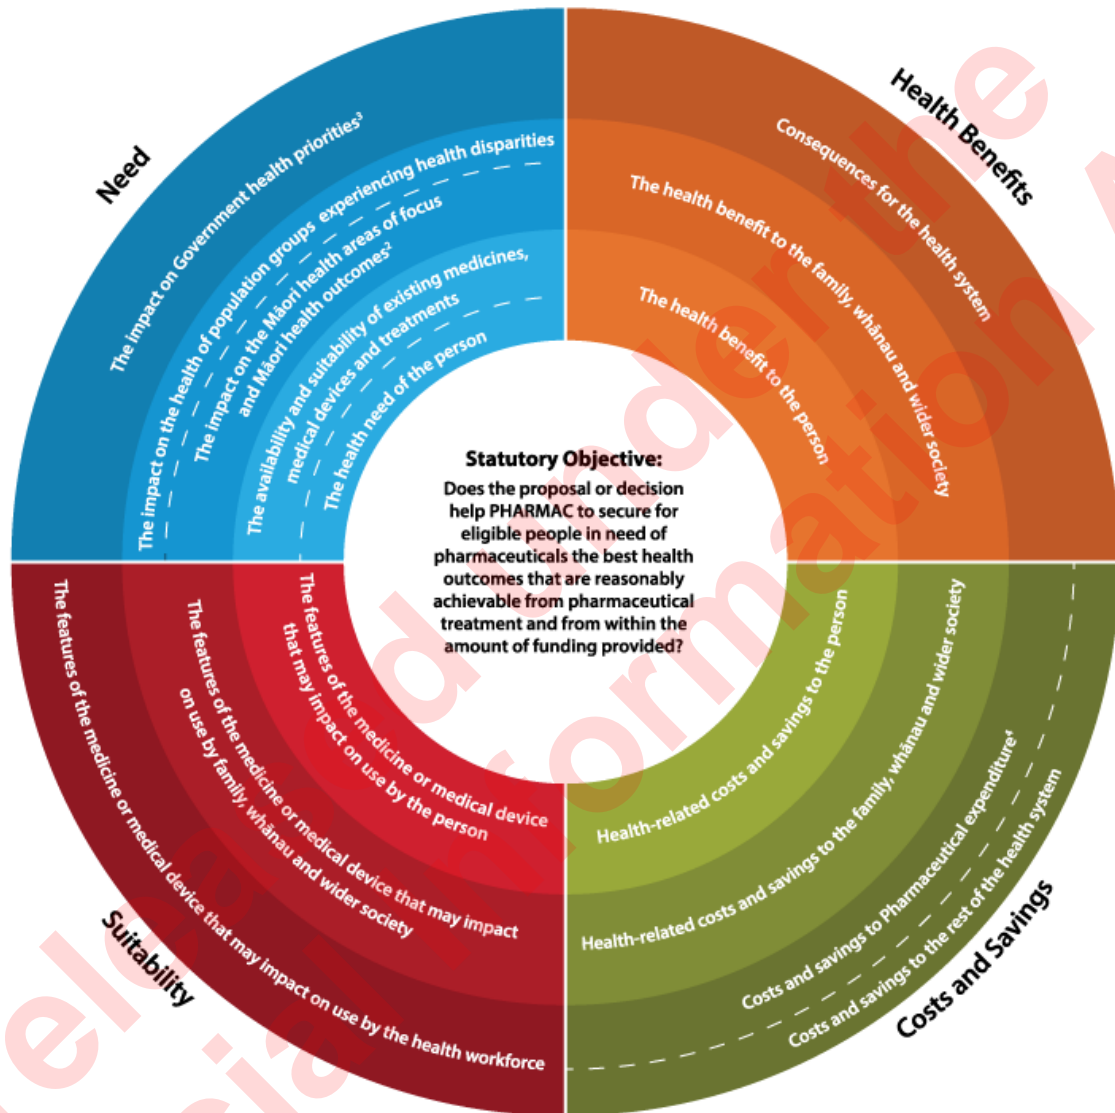 Need
The impact on Government health priorities³
The impact on the health of population groups experiencing health disparities
The impact on the Māori health areas of focus
and Māori health outcomes²
The availability and suitability of existing medicines,
medical devices and treatments
The health need of the person
Health Benefits
Consequences for the health system
The health benefit to the family, whānau and wider society
The health benefit to the person
Statutory Objective:
Does the proposal or decision
help PHARMAC to secure for
eligible people in need of
pharmaceuticals the best health
outcomes that are reasonably
achievable from pharmaceutical
treatment and from within the
amount of funding provided?
Suitability
The features of the medicine or medical device
that may impact on use by the person
The features of the medicine or medical device that may impact
on use by family, whānau and wider society
The features of the medicine or medical device that may impact on use by the health workforce
Costs and Savings
Health-related costs and savings to the person
Health-related costs and savings to the family, whānau and wider society
Costs and savings to Pharmaceutical expenditure⁴
Costs and savings to the rest of the health system
under the
Information